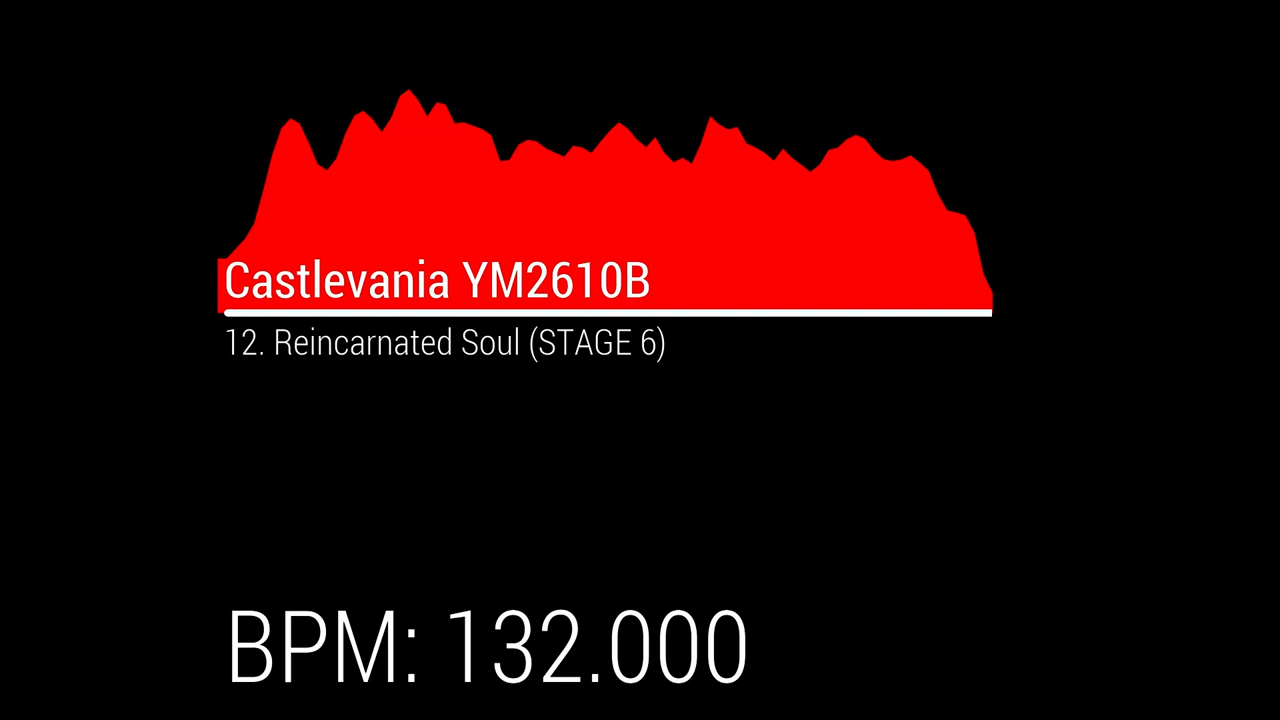 Castlevania YM2610B
12. Reincarnated Soul (STAGE 6)
BPM: 132.000